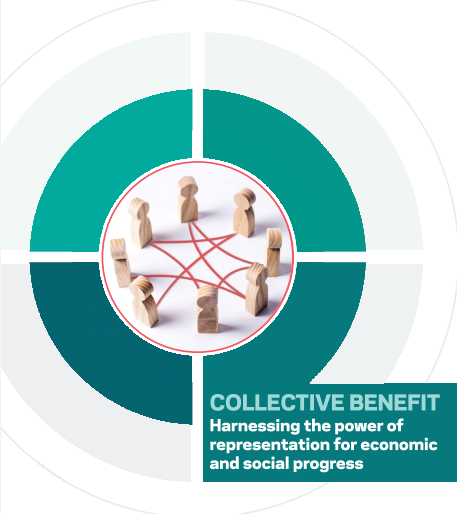 COLLECTIVE BENEFIT
Harnessing the power of
representation for economic
and social progress